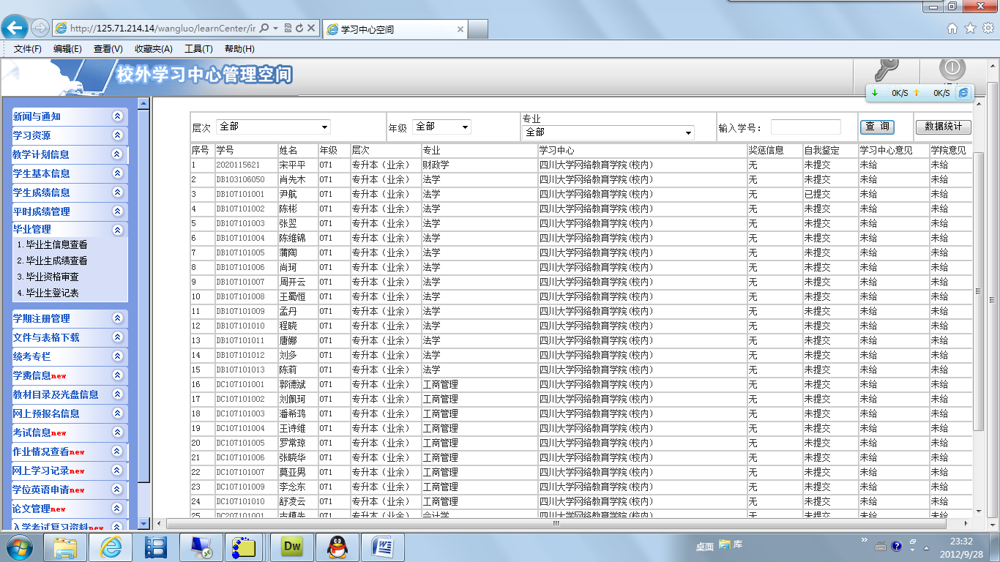 http://125.71.214.14/wangluo/learnCenter/ir
学习中心空间
文件(F) 编辑(E) 查看(V) 收藏夹(A) 工具(T) 帮助(H)
校外学习中心管理空间
0K/S 0K/S
新闻与通知
学习资源
教学计划信息
学生基本信息
学生成绩信息
平时成绩管理
毕业管理
1. 毕业生信息查看
2. 毕业生成绩查看
3. 毕业资格审查
4. 毕业生登记表
学期注册管理
文件与表格下载
统考专栏
学费信息new
教材目录及光盘信息
网上预报名信息
考试信息new
作业情况查看new
网上学习记录new
学位英语申请new
论文管理new
入学考试复习资料new
层次 全部 年级 全部 专业 全部 输入学号： 查 询 数据统计
序号 学号 姓名 年级 层次 专业 学习中心 奖惩信息 自我鉴定 学习中心意见 学院意见
1 2020115621 宋平平 071 专升本（业余） 财政学 四川大学网络教育学院(校内) 无 未提交 未给 未给
2 DB103106050 肖先木 071 专升本（业余） 法学 四川大学网络教育学院(校内) 无 未提交 未给 未给
3 DB107101001 尹航 071 专升本（业余） 法学 四川大学网络教育学院(校内) 无 已提交 未给 未给
4 DB107101002 陈彬 071 专升本（业余） 法学 四川大学网络教育学院(校内) 无 未提交 未给 未给
5 DB107101003 张翌 071 专升本（业余） 法学 四川大学网络教育学院(校内) 无 未提交 未给 未给
6 DB107101004 陈维锦 071 专升本（业余） 法学 四川大学网络教育学院(校内) 无 未提交 未给 未给
7 DB107101005 蒲陶 071 专升本（业余） 法学 四川大学网络教育学院(校内) 无 未提交 未给 未给
8 DB107101006 尚珂 071 专升本（业余） 法学 四川大学网络教育学院(校内) 无 未提交 未给 未给
9 DB107101007 周开云 071 专升本（业余） 法学 四川大学网络教育学院(校内) 无 未提交 未给 未给
10 DB107101008 王蜀恒 071 专升本（业余） 法学 四川大学网络教育学院(校内) 无 未提交 未给 未给
11 DB107101009 孟丹 071 专升本（业余） 法学 四川大学网络教育学院(校内) 无 未提交 未给 未给
12 DB107101010 程晓 071 专升本（业余） 法学 四川大学网络教育学院(校内) 无 未提交 未给 未给
13 DB107101011 唐娜 071 专升本（业余） 法学 四川大学网络教育学院(校内) 无 未提交 未给 未给
14 DB107101012 刘多 071 专升本（业余） 法学 四川大学网络教育学院(校内) 无 未提交 未给 未给
15 DB107101013 陈莉 071 专升本（业余） 法学 四川大学网络教育学院(校内) 无 未提交 未给 未给
16 DC107101001 郭德斌 071 专升本（业余） 工商管理 四川大学网络教育学院(校内) 无 未提交 未给 未给
17 DC107101002 刘佩珂 071 专升本（业余） 工商管理 四川大学网络教育学院(校内) 无 未提交 未给 未给
18 DC107101003 潘希鸿 071 专升本（业余） 工商管理 四川大学网络教育学院(校内) 无 未提交 未给 未给
19 DC107101004 王诗维 071 专升本（业余） 工商管理 四川大学网络教育学院(校内) 无 未提交 未给 未给
20 DC107101005 罗常琼 071 专升本（业余） 工商管理 四川大学网络教育学院(校内) 无 未提交 未给 未给
21 DC107101006 张晓华 071 专升本（业余） 工商管理 四川大学网络教育学院(校内) 无 未提交 未给 未给
22 DC107101007 莫亚男 071 专升本（业余） 工商管理 四川大学网络教育学院(校内) 无 未提交 未给 未给
23 DC107101009 李念东 071 专升本（业余） 工商管理 四川大学网络教育学院(校内) 无 未提交 未给 未给
24 DC107101010 舒凌云 071 专升本（业余） 工商管理 四川大学网络教育学院(校内) 无 未提交 未给 未给
25 DC207101001 071 专升本（业余） 会计学 四川大学网络教育学院(校内) 无 未提交 未给 未给
Dw
桌面 库
23:32
2012/9/28